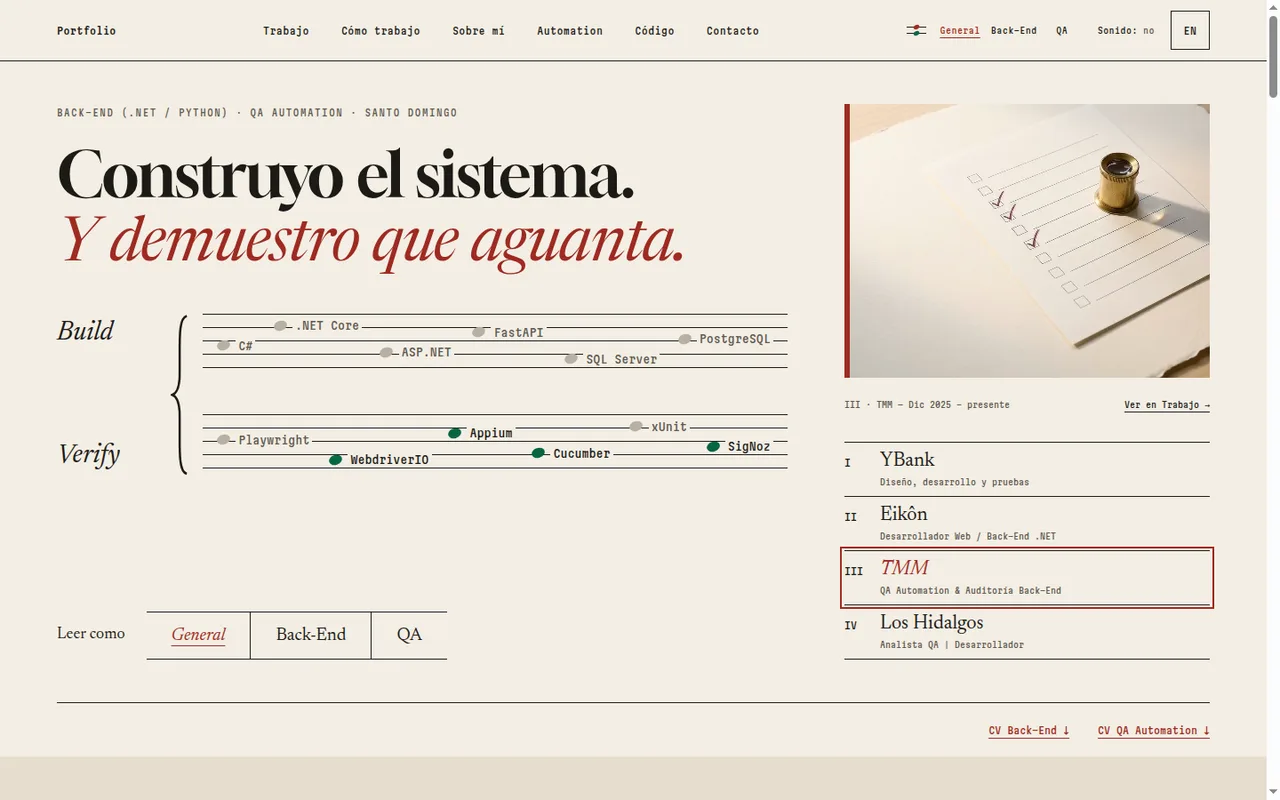 Portfolio
Trabajo Cómo trabajo Sobre mí Automation Código Contacto
General Back-End QA
Sonido: no
EN
BACK-END (.NET / PYTHON) · QA AUTOMATION · SANTO DOMINGO
Construyo el sistema.
Y demuestro que aguanta.
Build
.NET Core
FastAPI
PostgreSQL
C#
ASP.NET
SQL Server
Verify
Playwright
Appium
xUnit
WebdriverIO
Cucumber
SigNoz
Leer como
General
Back-End
QA
III · TMM — Dic 2025 — presente
Ver en Trabajo →
I YBank
Diseño, desarrollo y pruebas
II Eikôn
Desarrollador Web / Back-End .NET
III TMM
QA Automation & Auditoría Back-End
IV Los Hidalgos
Analista QA | Desarrollador
CV Back-End ↓
CV QA Automation ↓